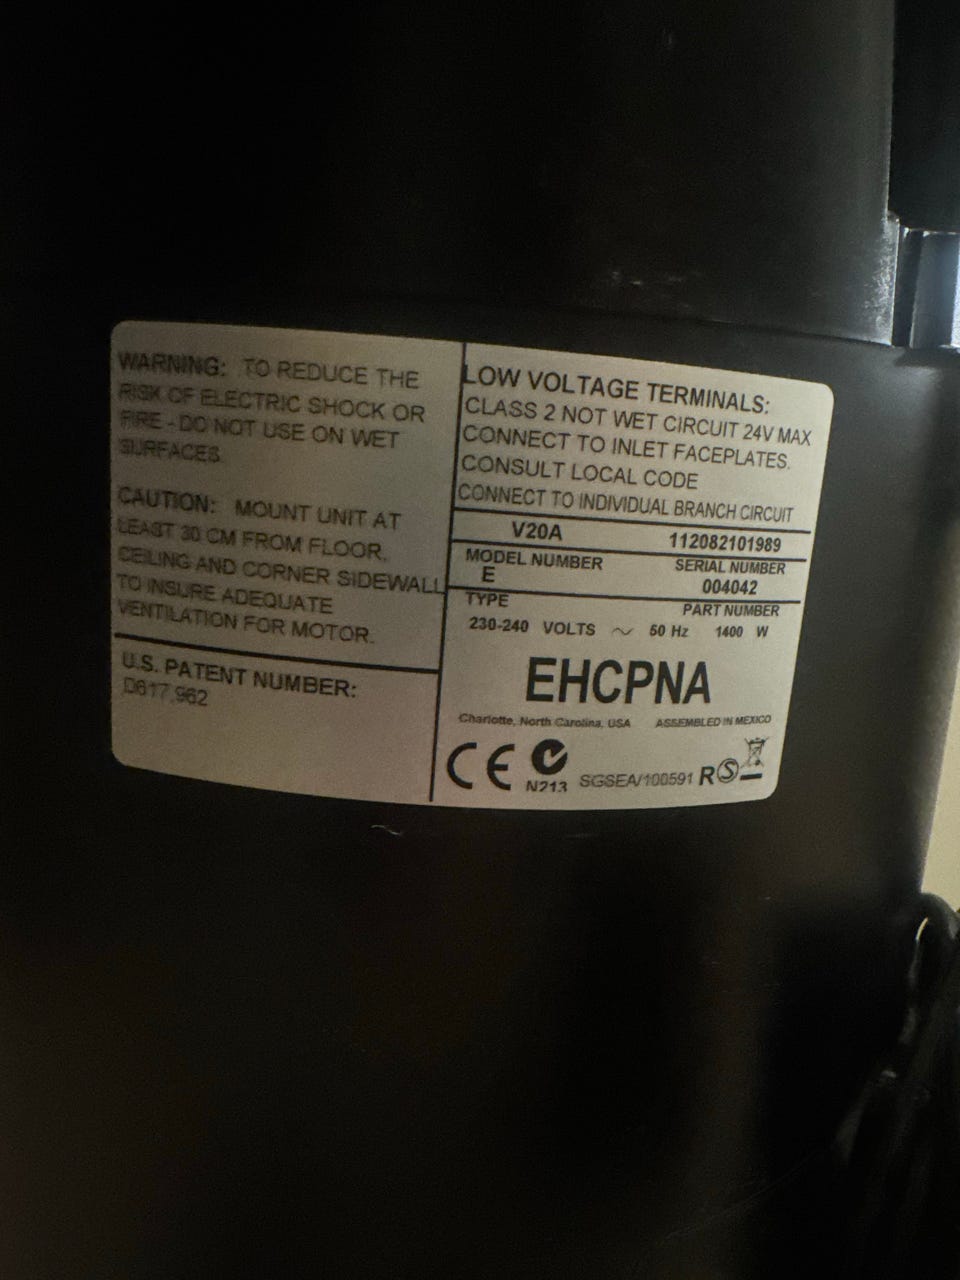 WARNING: TO REDUCE THE
RISK OF ELECTRIC SHOCK OR
FIRE - DO NOT USE ON WET
SURFACES.
CAUTION: MOUNT UNIT AT
LEAST 30 CM FROM FLOOR,
CEILING AND CORNER SIDEWALL
TO INSURE ADEQUATE
VENTILATION FOR MOTOR.
U.S. PATENT NUMBER:
D617,962
LOW VOLTAGE TERMINALS:
CLASS 2 NOT WET CIRCUIT 24V MAX
CONNECT TO INLET FACEPLATES.
CONSULT LOCAL CODE
CONNECT TO INDIVIDUAL BRANCH CIRCUIT
V20A 112082101989
MODEL NUMBER SERIAL NUMBER
E 004042
TYPE PART NUMBER
230-240 VOLTS ~ 50 Hz 1400 W
EHCPNA
Charlotte, North Carolina, USA ASSEMBLED IN MEXICO
CE N213 SGSEA/100591 R S